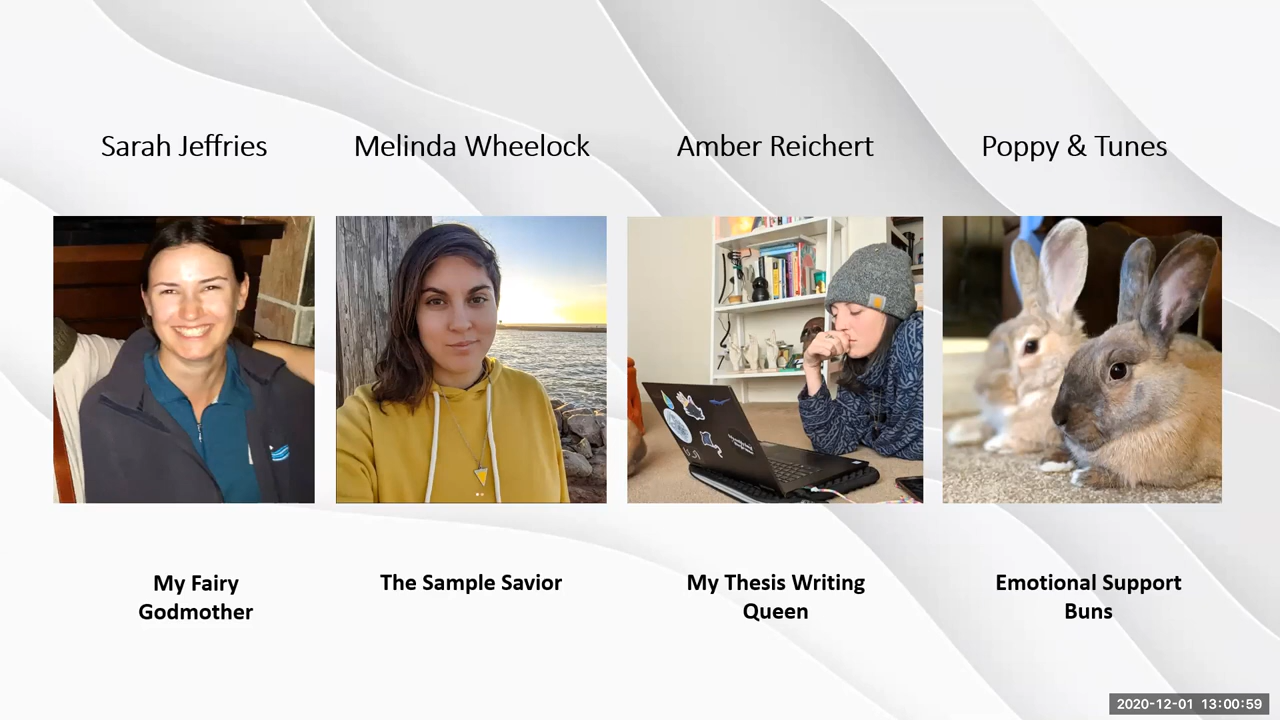 Sarah Jeffries
Melinda Wheelock
Amber Reichert
Poppy & Tunes
My Fairy
Godmother
The Sample Savior
My Thesis Writing
Queen
Emotional Support
Buns
2020-12-01 13:00:59